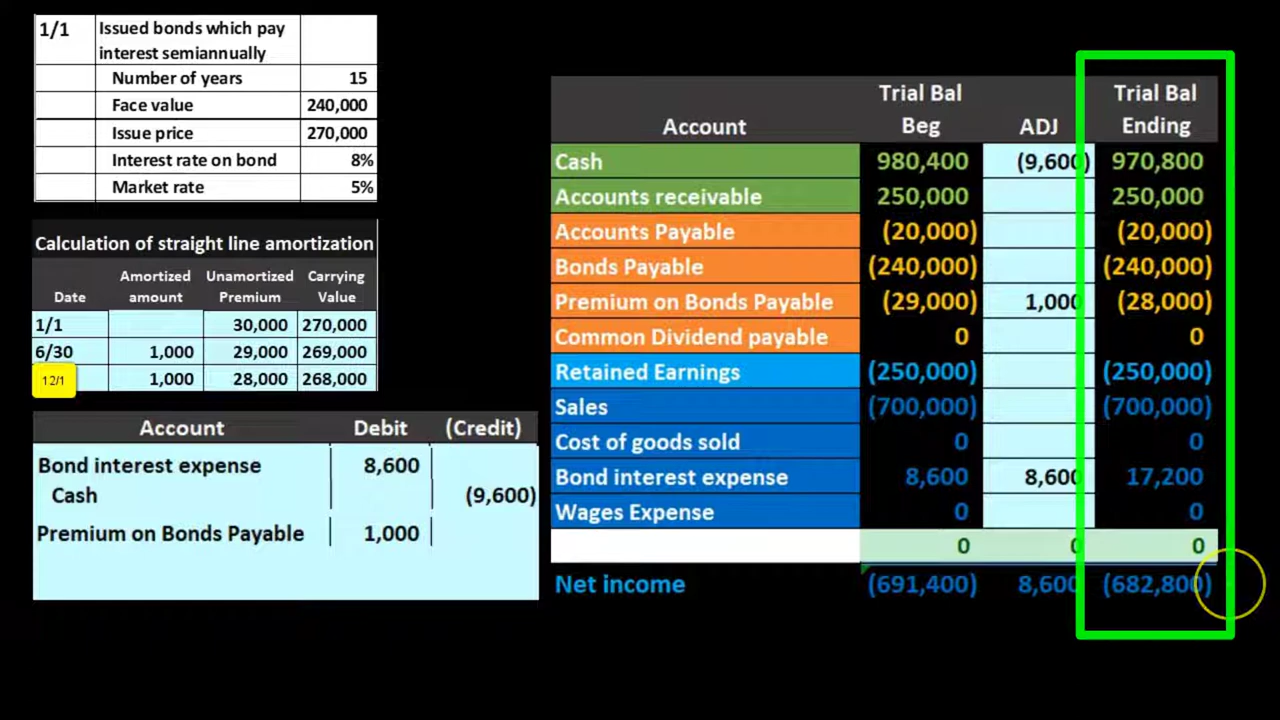 1/1 Issued bonds which pay
interest semiannually
Number of years 15
Face value 240,000
Issue price 270,000
Interest rate on bond 8%
Market rate 5%
Calculation of straight line amortization
Amortized Unamortized Carrying
Date amount Premium Value
1/1 30,000 270,000
6/30 1,000 29,000 269,000
12/1 1,000 28,000 268,000
Account Debit (Credit)
Bond interest expense 8,600
Cash (9,600)
Premium on Bonds Payable 1,000
Trial Bal Trial Bal
Account Beg ADJ Ending
Cash 980,400 (9,600) 970,800
Accounts receivable 250,000 250,000
Accounts Payable (20,000) (20,000)
Bonds Payable (240,000) (240,000)
Premium on Bonds Payable (29,000) 1,000 (28,000)
Common Dividend payable 0 0
Retained Earnings (250,000) (250,000)
Sales (700,000) (700,000)
Cost of goods sold 0 0
Bond interest expense 8,600 8,600 17,200
Wages Expense 0 0
0 0 0
Net income (691,400) 8,600 (682,800)